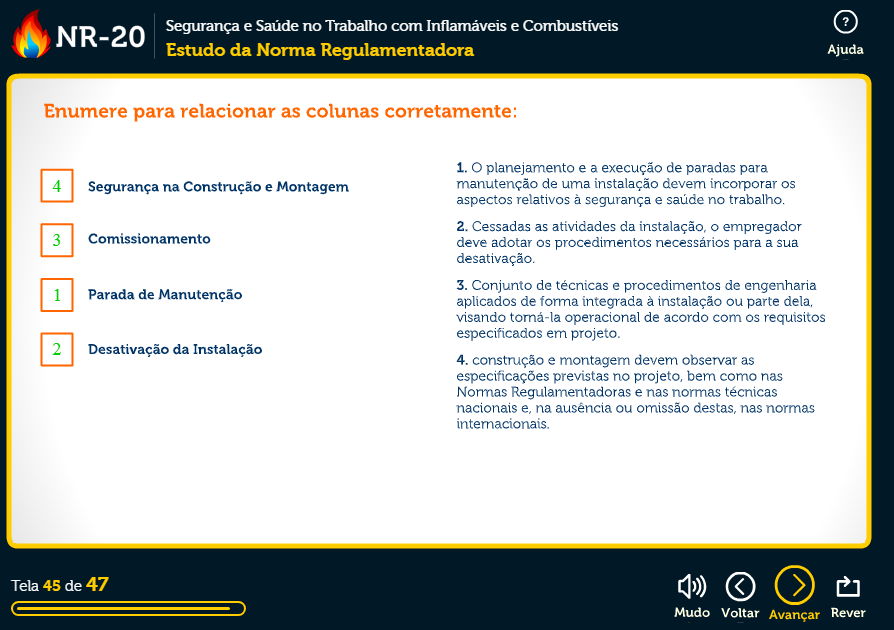 NR-20
Segurança e Saúde no Trabalho com Inflamáveis e Combustíveis
Estudo da Norma Regulamentadora
?
Ajuda
Enumere para relacionar as colunas corretamente:
4 Segurança na Construção e Montagem
3 Comissionamento
1 Parada de Manutenção
2 Desativação da Instalação
1. O planejamento e a execução de paradas para
manutenção de uma instalação devem incorporar os
aspectos relativos à segurança e saúde no trabalho.
2. Cessadas as atividades da instalação, o empregador
deve adotar os procedimentos necessários para a sua
desativação.
3. Conjunto de técnicas e procedimentos de engenharia
aplicados de forma integrada à instalação ou parte dela,
visando torná-la operacional de acordo com os requisitos
especificados em projeto.
4. construção e montagem devem observar as
especificações previstas no projeto, bem como nas
Normas Regulamentadoras e nas normas técnicas
nacionais e, na ausência ou omissão destas, nas normas
internacionais.
Tela 45 de 47
Mudo
Voltar
Avançar
Rever